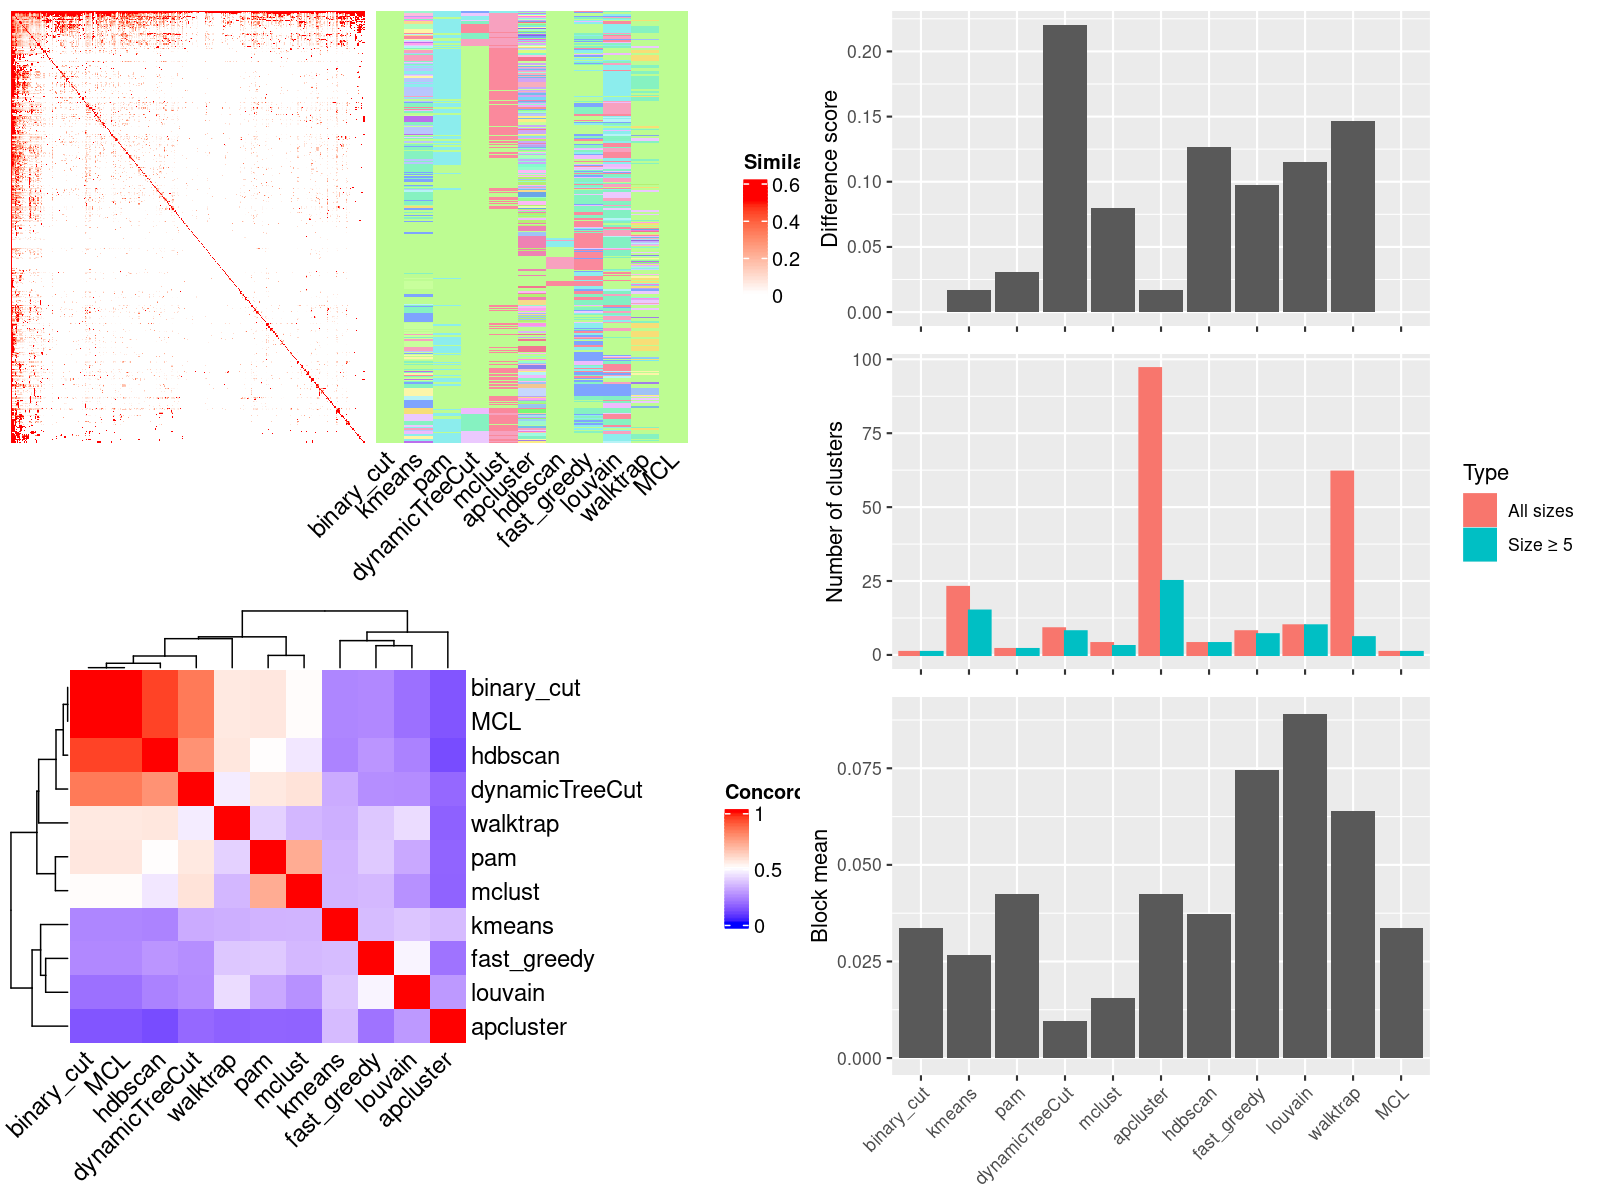 Simila
0.6
0.4
0.2
0
binary_cut
kmeans
pam
dynamicTreeCut
mclust
apcluster
hdbscan
fast_greedy
louvain
walktrap
MCL
binary_cut
MCL
hdbscan
dynamicTreeCut
walktrap
pam
mclust
kmeans
fast_greedy
louvain
apcluster
Concord
1
0.5
0
binary_cut
MCL
hdbscan
dynamicTreeCut
walktrap
pam
mclust
kmeans
fast_greedy
louvain
apcluster
Difference score
0.20
0.15
0.10
0.05
0.00
Number of clusters
100
75
50
25
0
Type
All sizes
Size ≥ 5
Block mean
0.075
0.050
0.025
0.000
binary_cut
kmeans
pam
dynamicTreeCut
mclust
apcluster
hdbscan
fast_greedy
louvain
walktrap
MCL